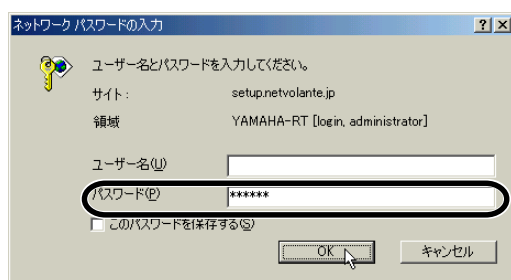 ネットワーク パスワードの入力
ユーザー名とパスワードを入力してください。
サイト： setup.netvolante.jp
領域 YAMAHA-RT [login, administrator]
ユーザー名(U)
パスワード(P) ******
このパスワードを保存する(S)
OK キャンセル